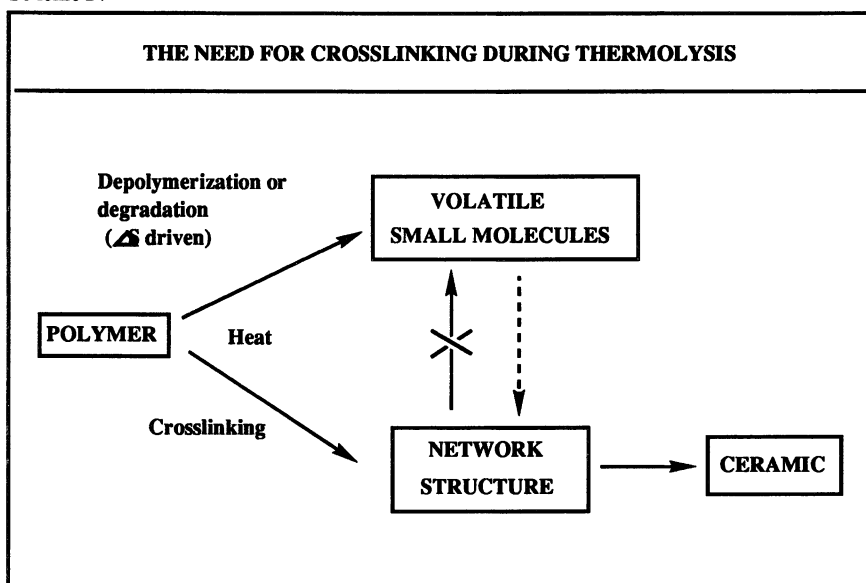 THE NEED FOR CROSSLINKING DURING THERMOLYSIS
Depolymerization or
degradation
(ΔS driven)
VOLATILE
SMALL MOLECULES
POLYMER
Heat
Crosslinking
NETWORK
STRUCTURE
CERAMIC